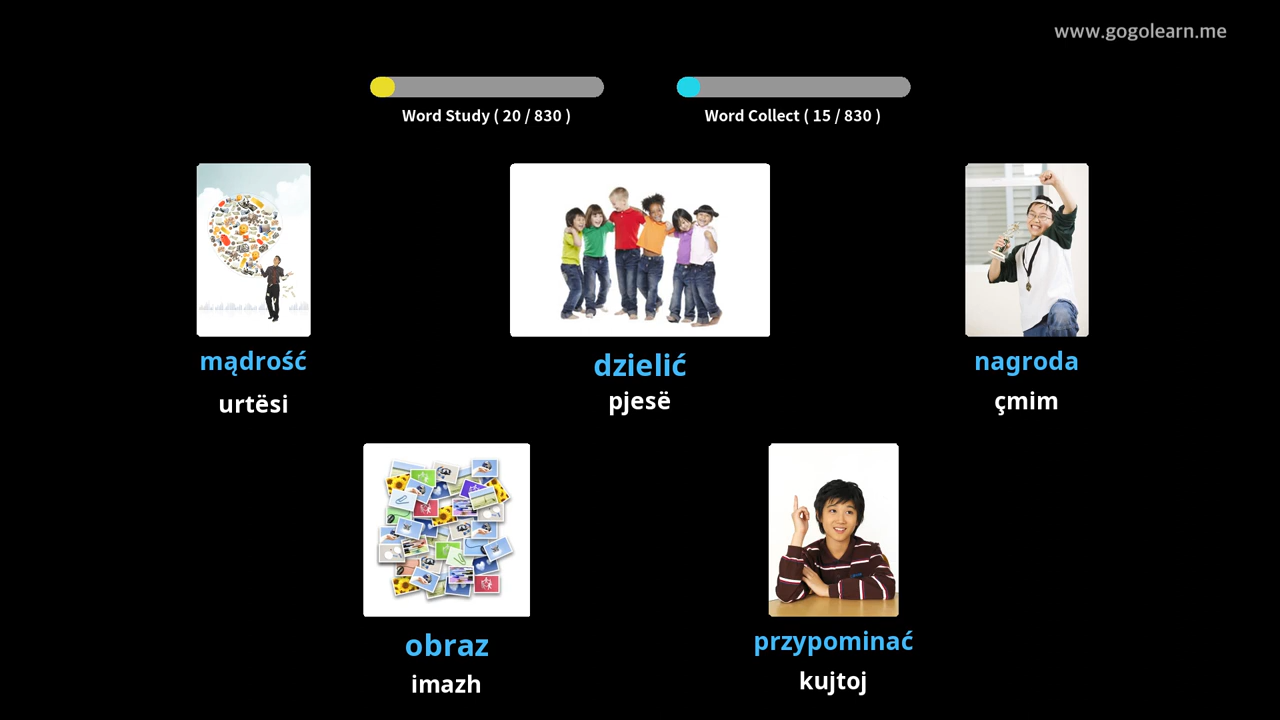 www.gogolearn.me
Word Study ( 20 / 830 )
Word Collect ( 15 / 830 )
mądrość
urtësi
dzielić
pjesë
nagroda
çmim
obraz
imazh
przypominać
kujtoj